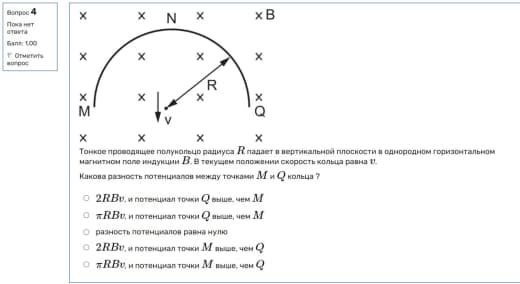 Вопрос 4
Пока нет
ответа
Балл: 1,00
Отметить
вопрос
x x N x x B
x x x x
x x x x
R
M v Q
x x x x
Тонкое проводящее полукольцо радиуса R падает в вертикальной плоскости в однородном горизонтальном
магнитном поле индукции B. В текущем положении скорость кольца равна v.
Какова разность потенциалов между точками M и Q кольца ?
2RBv, и потенциал точки Q выше, чем M
πRBv, и потенциал точки Q выше, чем M
разность потенциалов равна нулю
2RBv, и потенциал точки M выше, чем Q
πRBv, и потенциал точки M выше, чем Q